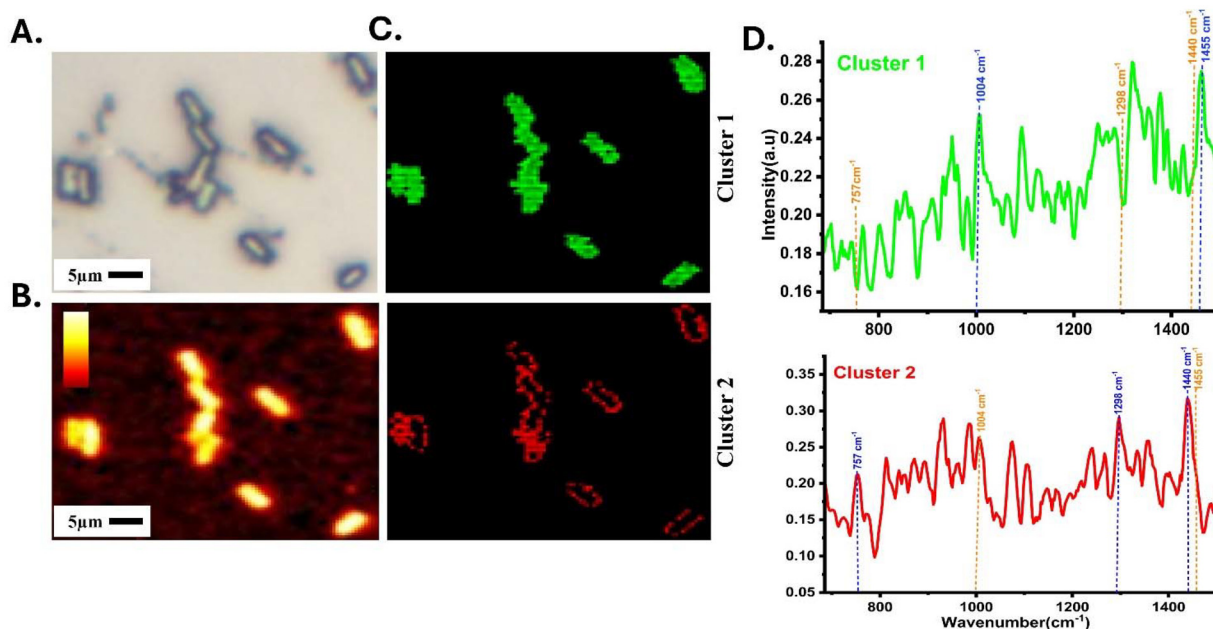 A.
C.
D.
5µm
B.
5µm
Cluster 1
Cluster 2
Cluster 1
Intensity(a.u)
0.28
0.26
0.24
0.22
0.20
0.18
0.16
757cm-1
1004 cm-1
1298 cm-1
1440 cm-1
1455 cm-1
800
1000
1200
1400
Cluster 2
0.35
0.30
0.25
0.20
0.15
0.10
0.05
757 cm-1
1004 cm-1
1298 cm-1
1440 cm-1
1455 cm-1
800
1000
1200
1400
Wavenumber(cm-1)